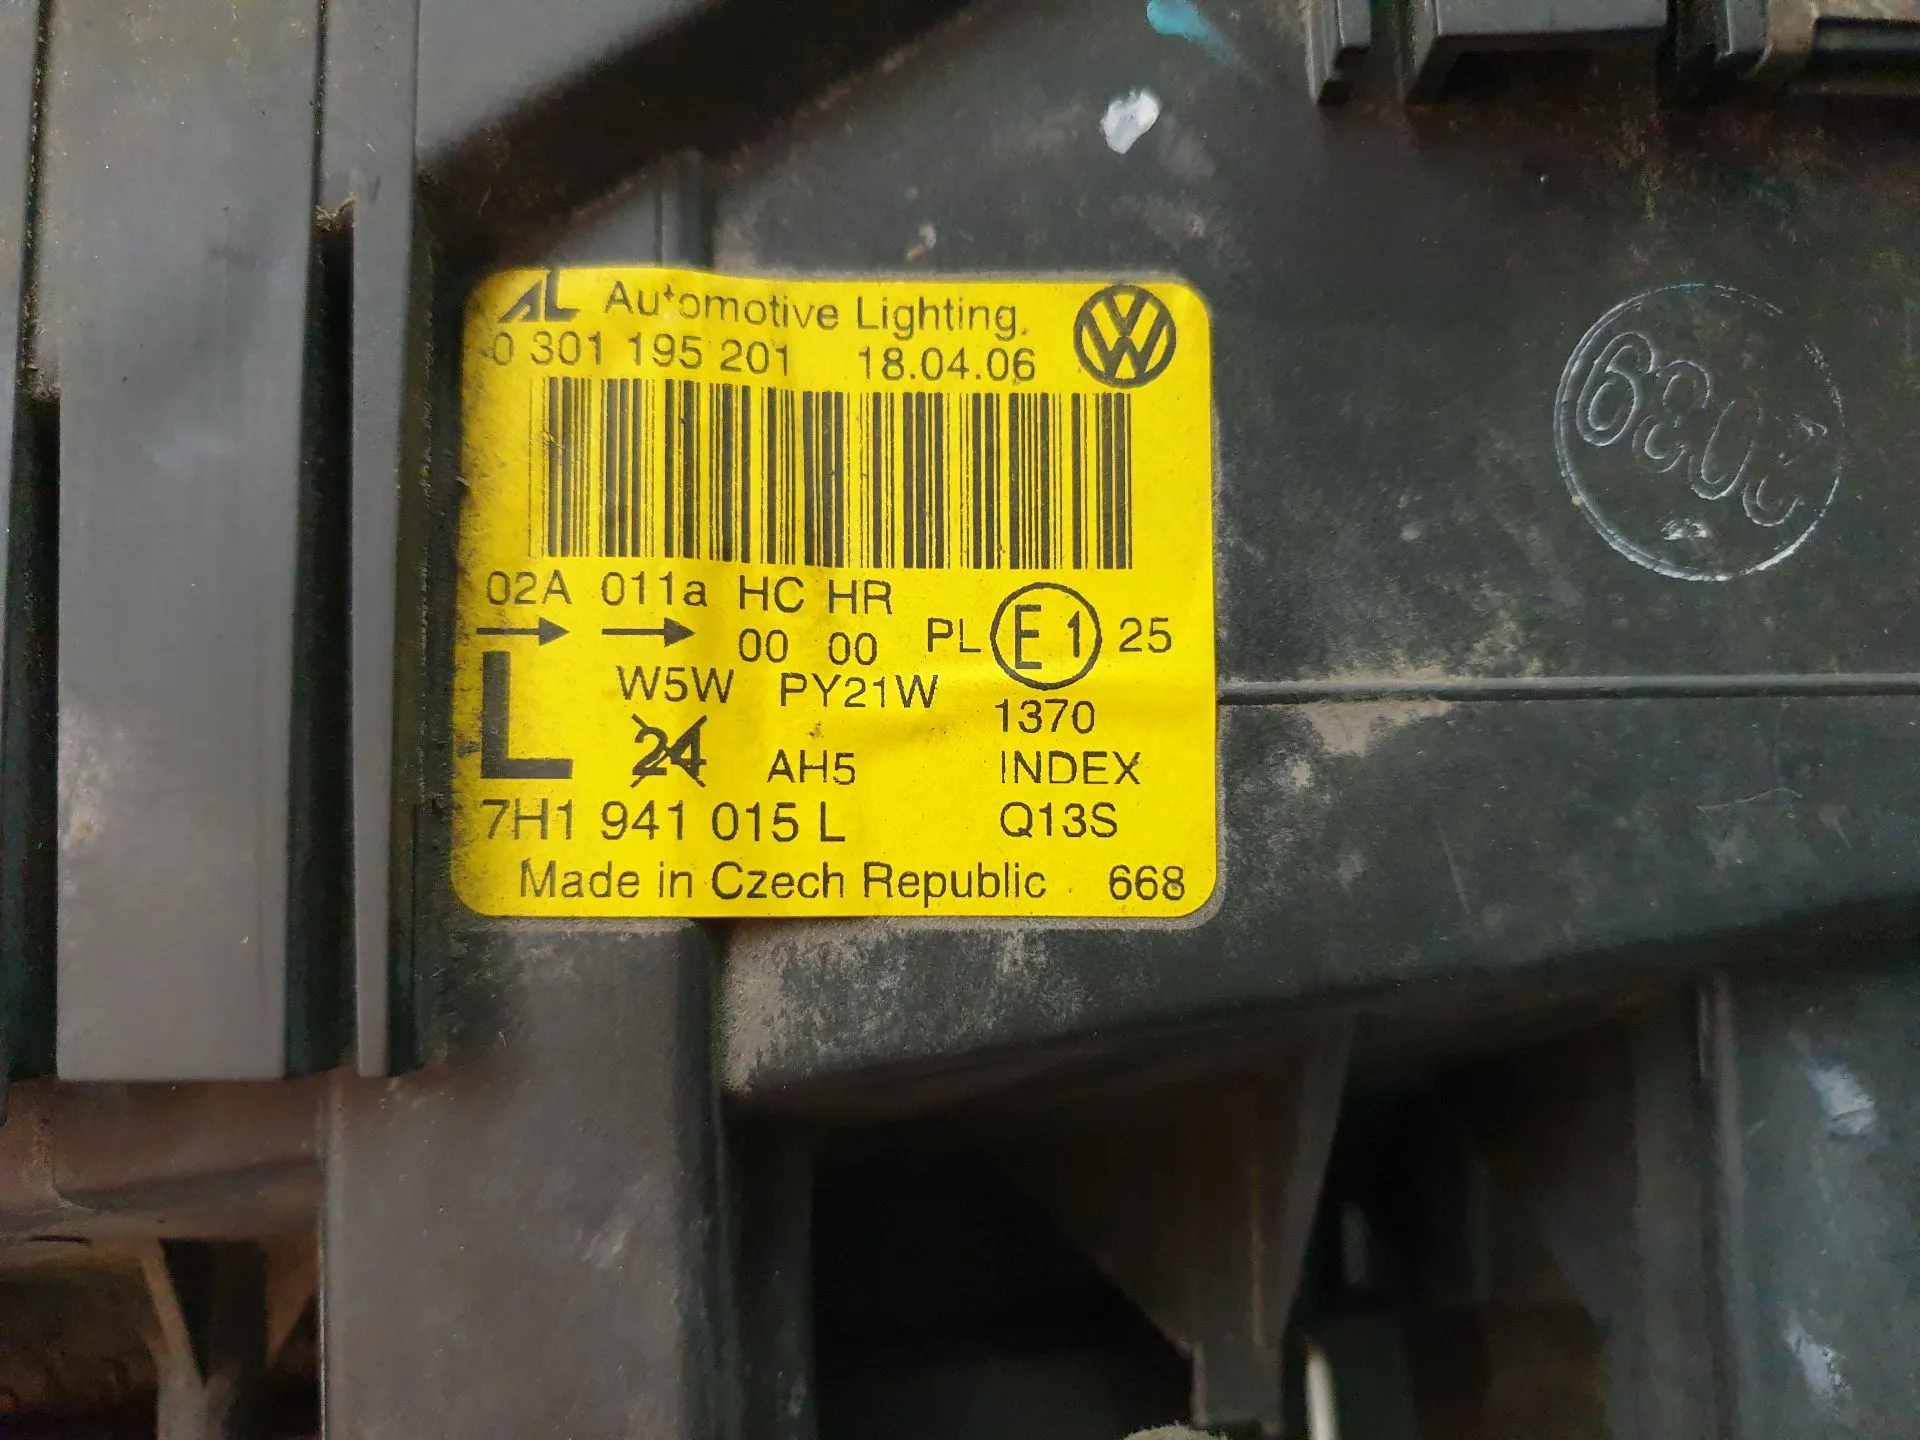 AL Automotive Lighting.
0 301 195 201 18.04.06
02A 011a HC HR
00 00 PL E1 25
W5W PY21W
1370
L 24 AH5 INDEX
7H1 941 015 L Q13S
Made in Czech Republic 668